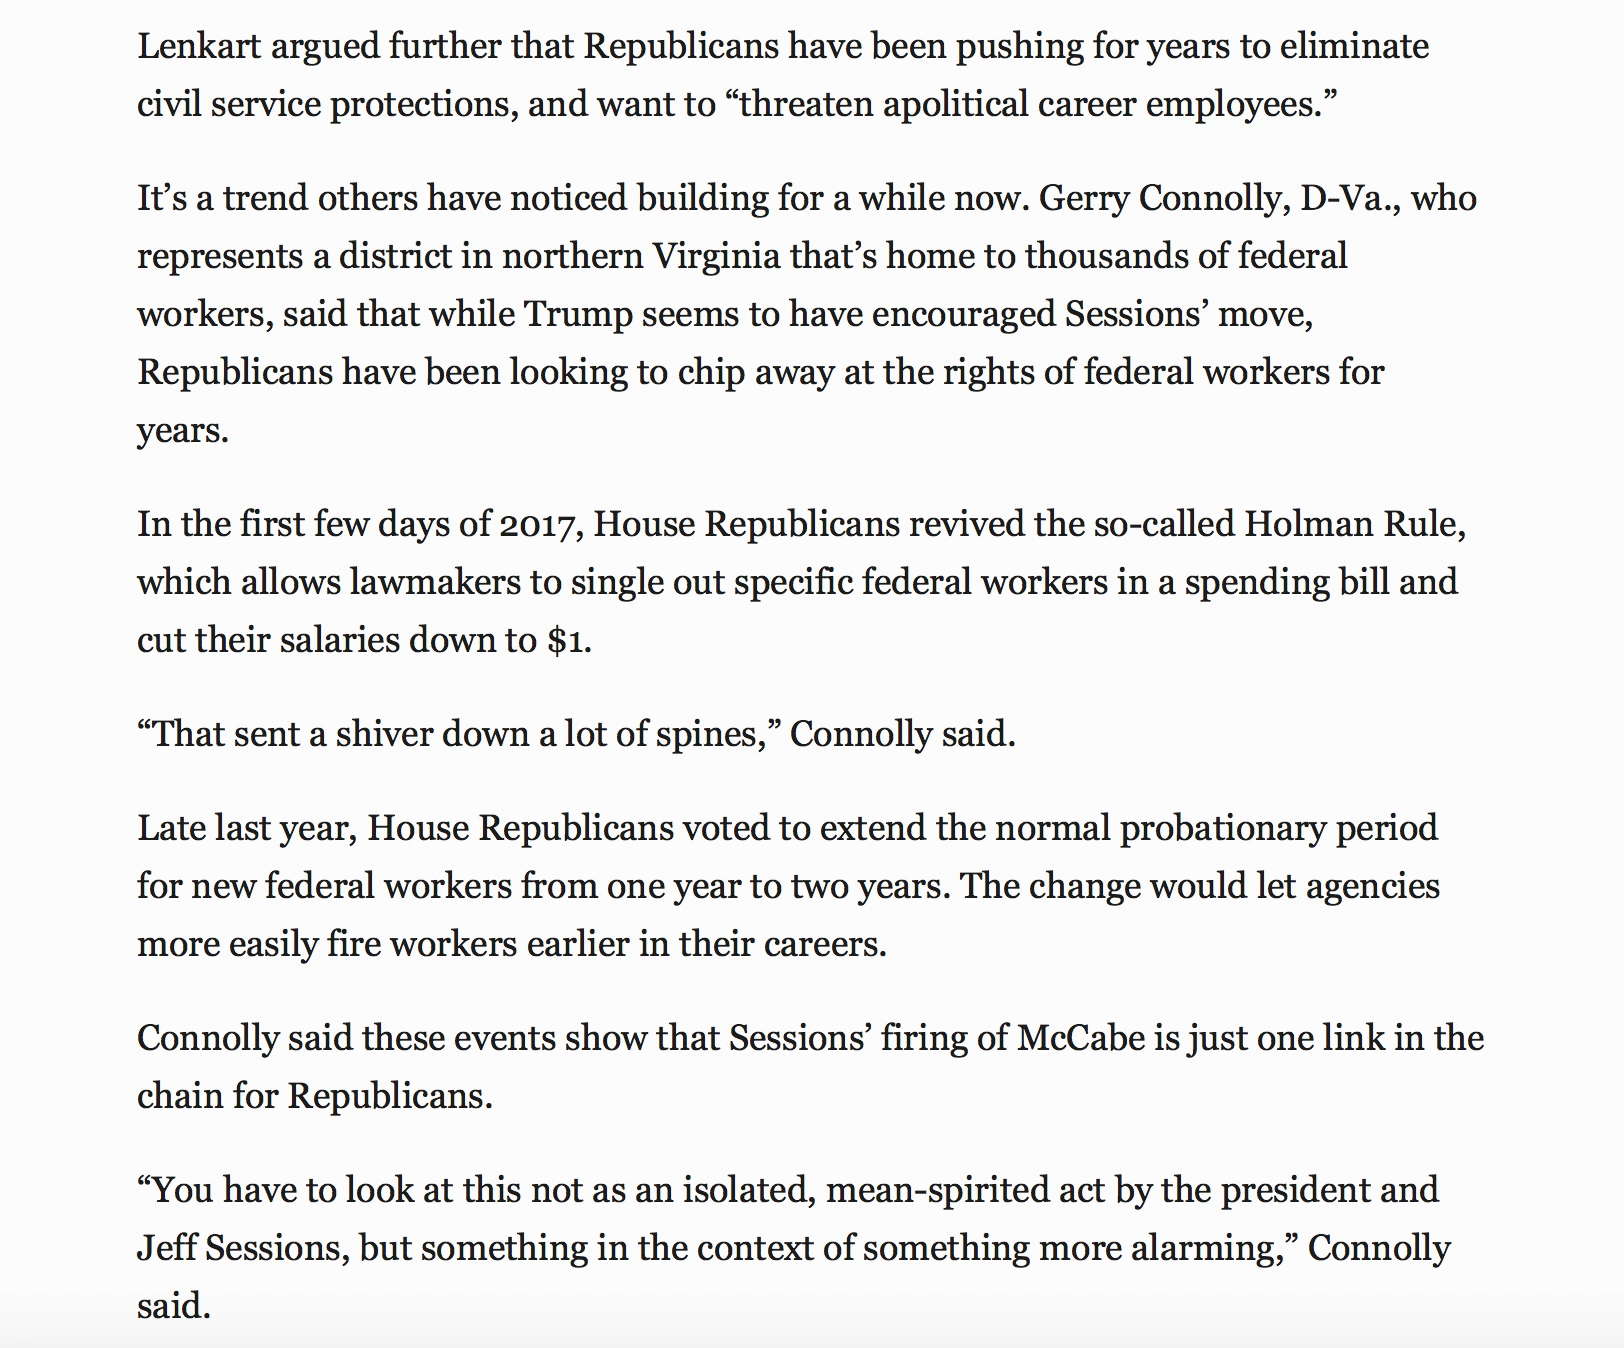 Lenkart argued further that Republicans have been pushing for years to eliminate
civil service protections, and want to “threaten apolitical career employees.”
It’s a trend others have noticed building for a while now. Gerry Connolly, D-Va., who
represents a district in northern Virginia that’s home to thousands of federal
workers, said that while Trump seems to have encouraged Sessions’ move,
Republicans have been looking to chip away at the rights of federal workers for
years.
In the first few days of 2017, House Republicans revived the so-called Holman Rule,
which allows lawmakers to single out specific federal workers in a spending bill and
cut their salaries down to $1.
“That sent a shiver down a lot of spines,” Connolly said.
Late last year, House Republicans voted to extend the normal probationary period
for new federal workers from one year to two years. The change would let agencies
more easily fire workers earlier in their careers.
Connolly said these events show that Sessions’ firing of McCabe is just one link in the
chain for Republicans.
“You have to look at this not as an isolated, mean-spirited act by the president and
Jeff Sessions, but something in the context of something more alarming,” Connolly
said.